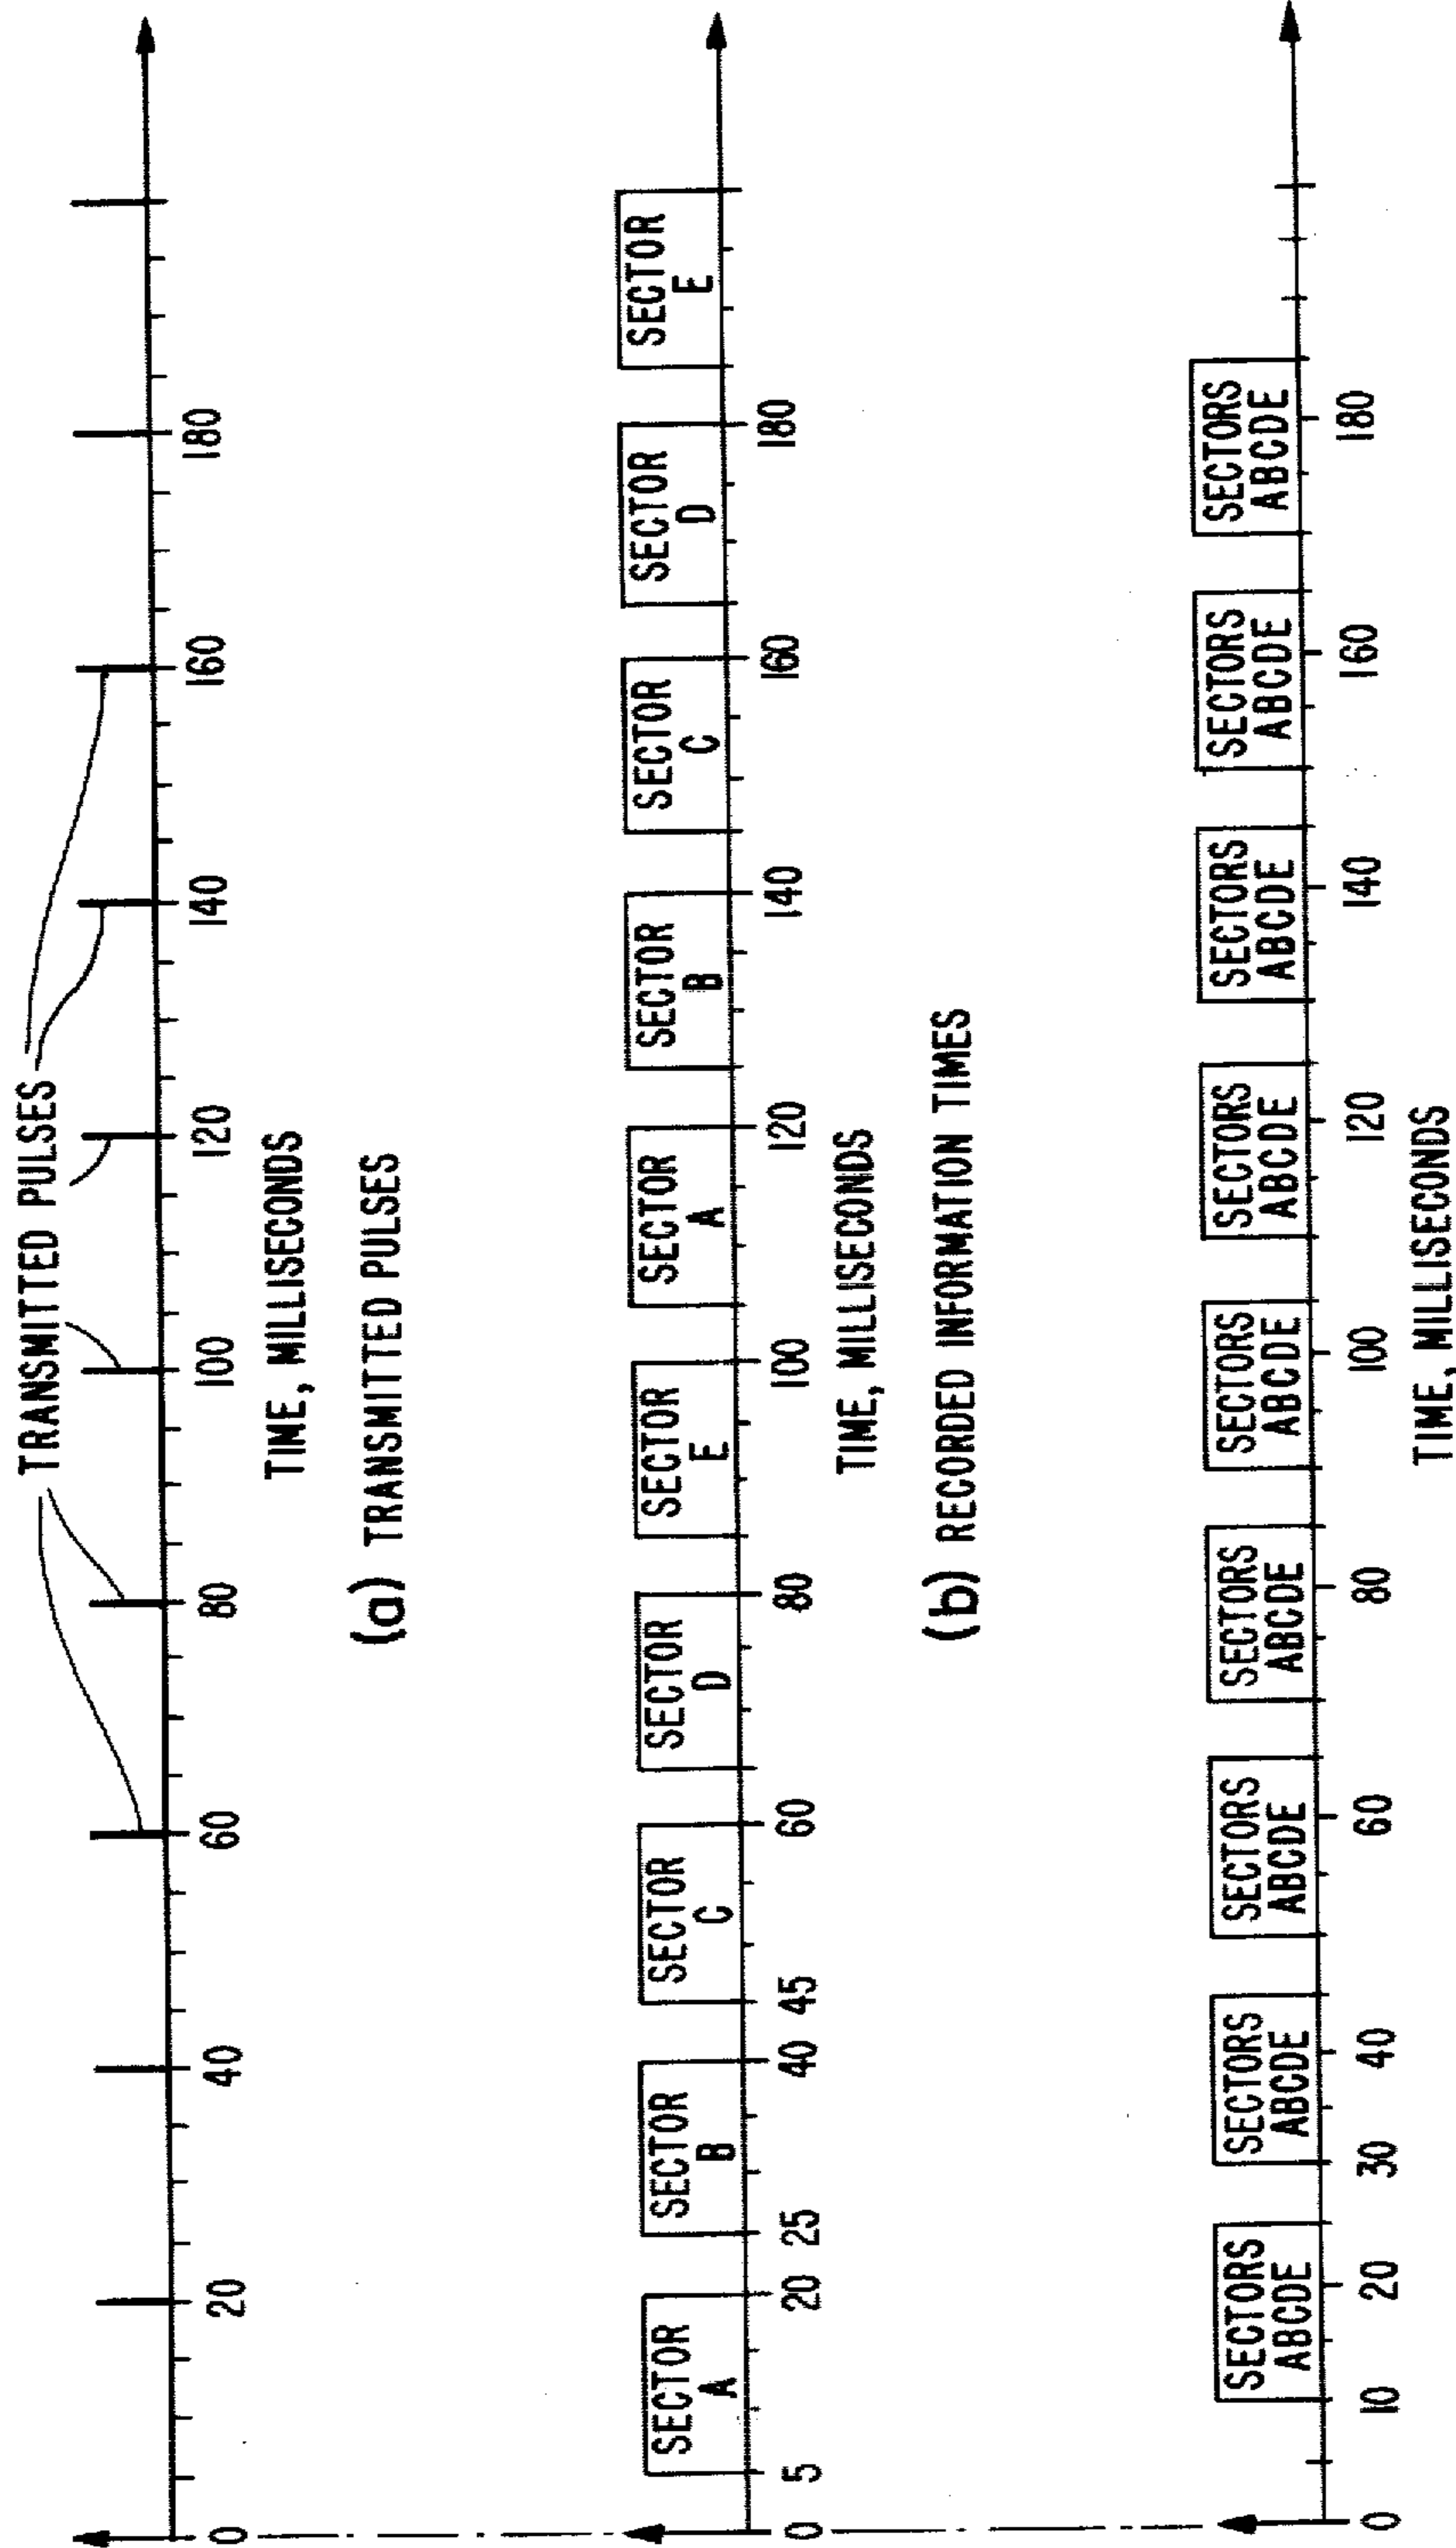 TRANSMITTED PULSES
0 20 40 60 80 100 120 140 160 180
TIME, MILLISECONDS
(a) TRANSMITTED PULSES
SECTOR
A
SECTOR
B
SECTOR
C
SECTOR
D
SECTOR
E
SECTOR
A
SECTOR
B
SECTOR
C
SECTOR
D
SECTOR
E
0 5 20 25 40 45 60 80 100 120 140 160 180
TIME, MILLISECONDS
(b) RECORDED INFORMATION TIMES
SECTORS
ABCDE
SECTORS
ABCDE
SECTORS
ABCDE
SECTORS
ABCDE
SECTORS
ABCDE
SECTORS
ABCDE
SECTORS
ABCDE
SECTORS
ABCDE
SECTORS
ABCDE
0 10 20 30 40 60 80 100 120 140 160 180
TIME, MILLISECONDS